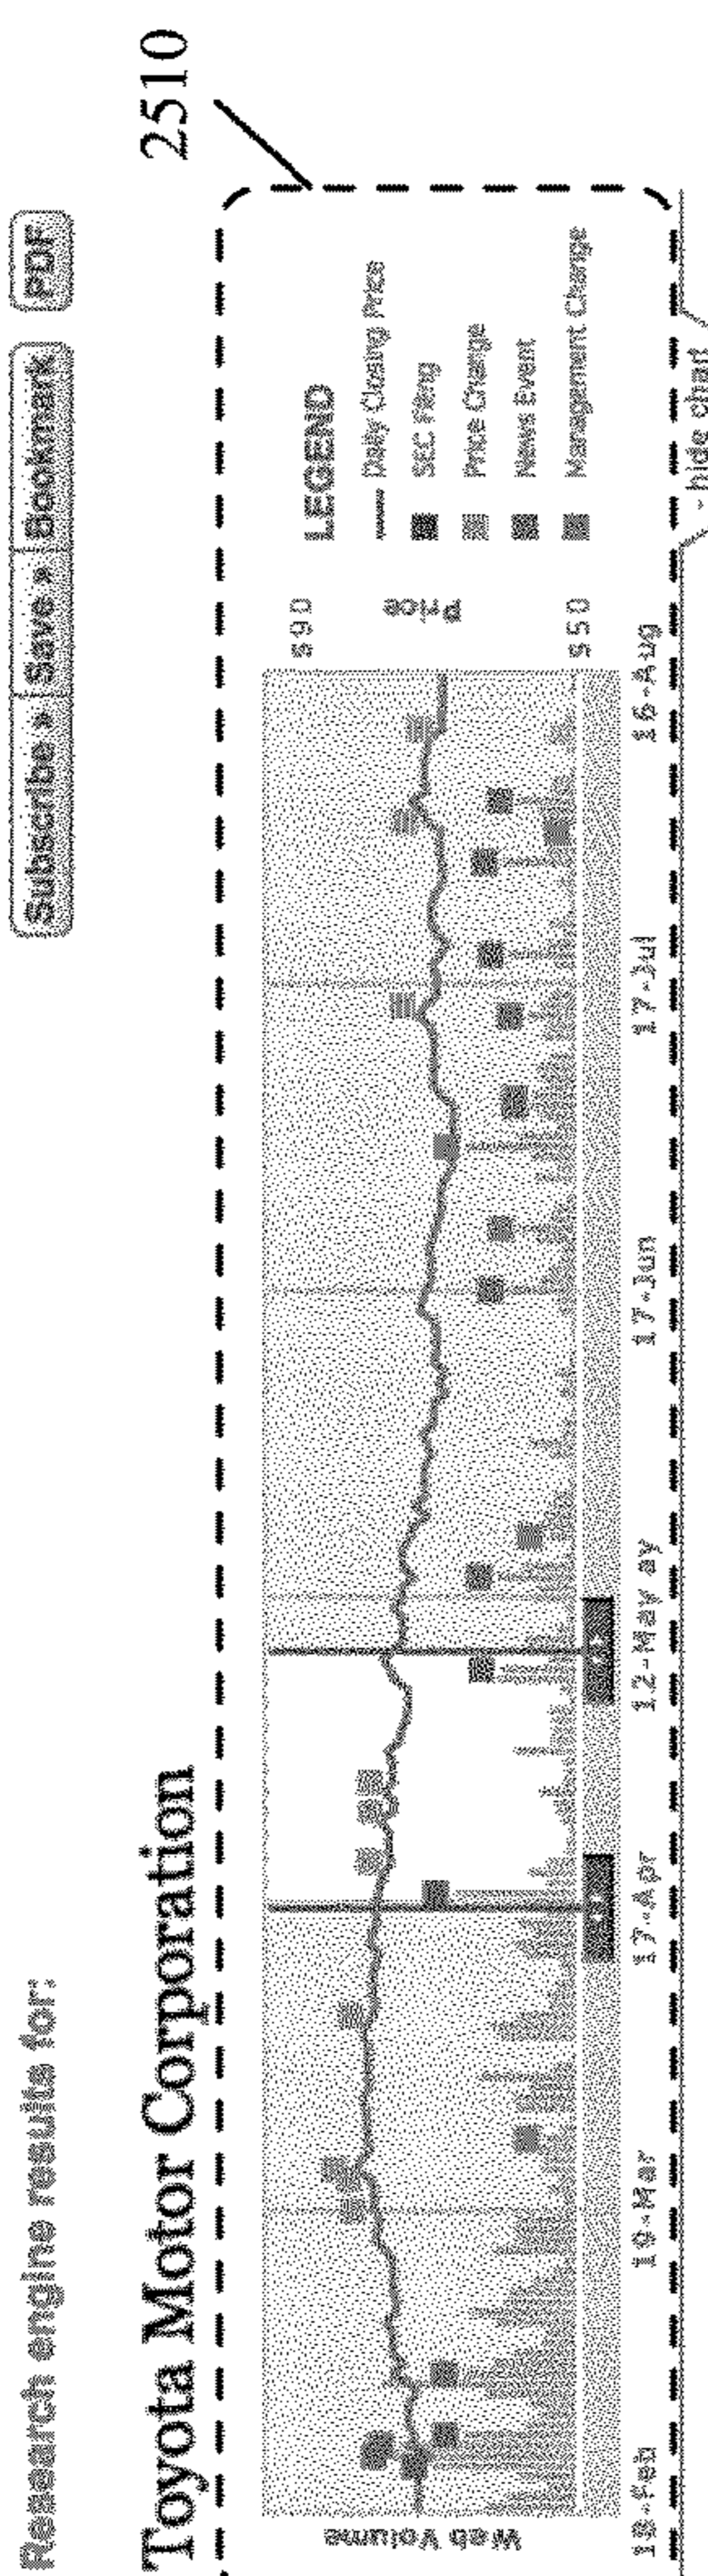 Research engine results for:
Subscribe » Save » Bookmark PDF
Toyota Motor Corporation
2510
Web Volume
$90
Price
$50
LEGEND
Daily Closing Price
SEC Filing
Price Change
News Event
Management Change
18-Feb 19-Mar 17-Apr 12-May ay 17-Jun 17-Jul 16-Aug
- hide chart